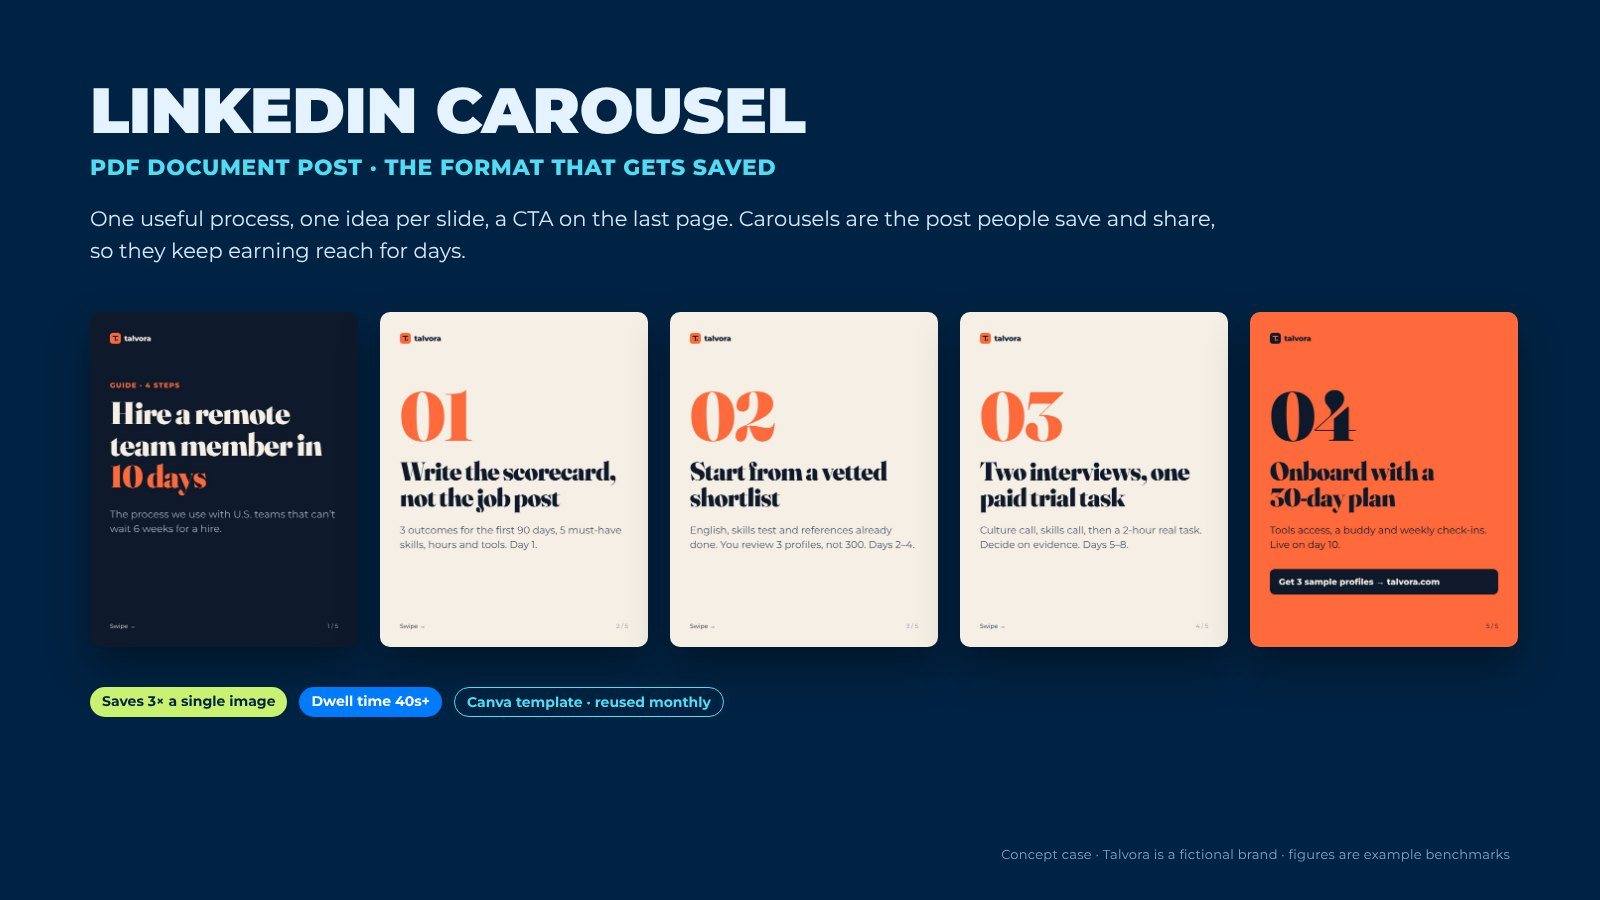 LINKEDIN CAROUSEL
PDF DOCUMENT POST · THE FORMAT THAT GETS SAVED
One useful process, one idea per slide, a CTA on the last page. Carousels are the post people save and share,
so they keep earning reach for days.
T. talvora
GUIDE · 4 STEPS
Hire a remote
team member in
10 days
The process we use with U.S. teams that can't
wait 6 weeks for a hire.
Swipe →
1 / 5
T. talvora
01
Write the scorecard,
not the job post
3 outcomes for the first 90 days, 5 must-have
skills, hours and tools. Day 1.
Swipe →
2 / 5
T. talvora
02
Start from a vetted
shortlist
English, skills test and references already
done. You review 3 profiles, not 300. Days 2–4.
Swipe →
3 / 5
T. talvora
03
Two interviews, one
paid trial task
Culture call, skills call, then a 2-hour real task.
Decide on evidence. Days 5–8.
Swipe →
4 / 5
T. talvora
04
Onboard with a
30-day plan
Tools access, a buddy and weekly check-ins.
Live on day 10.
Get 3 sample profiles → talvora.com
5 / 5
Saves 3× a single image
Dwell time 40s+
Canva template · reused monthly
Concept case · Talvora is a fictional brand · figures are example benchmarks